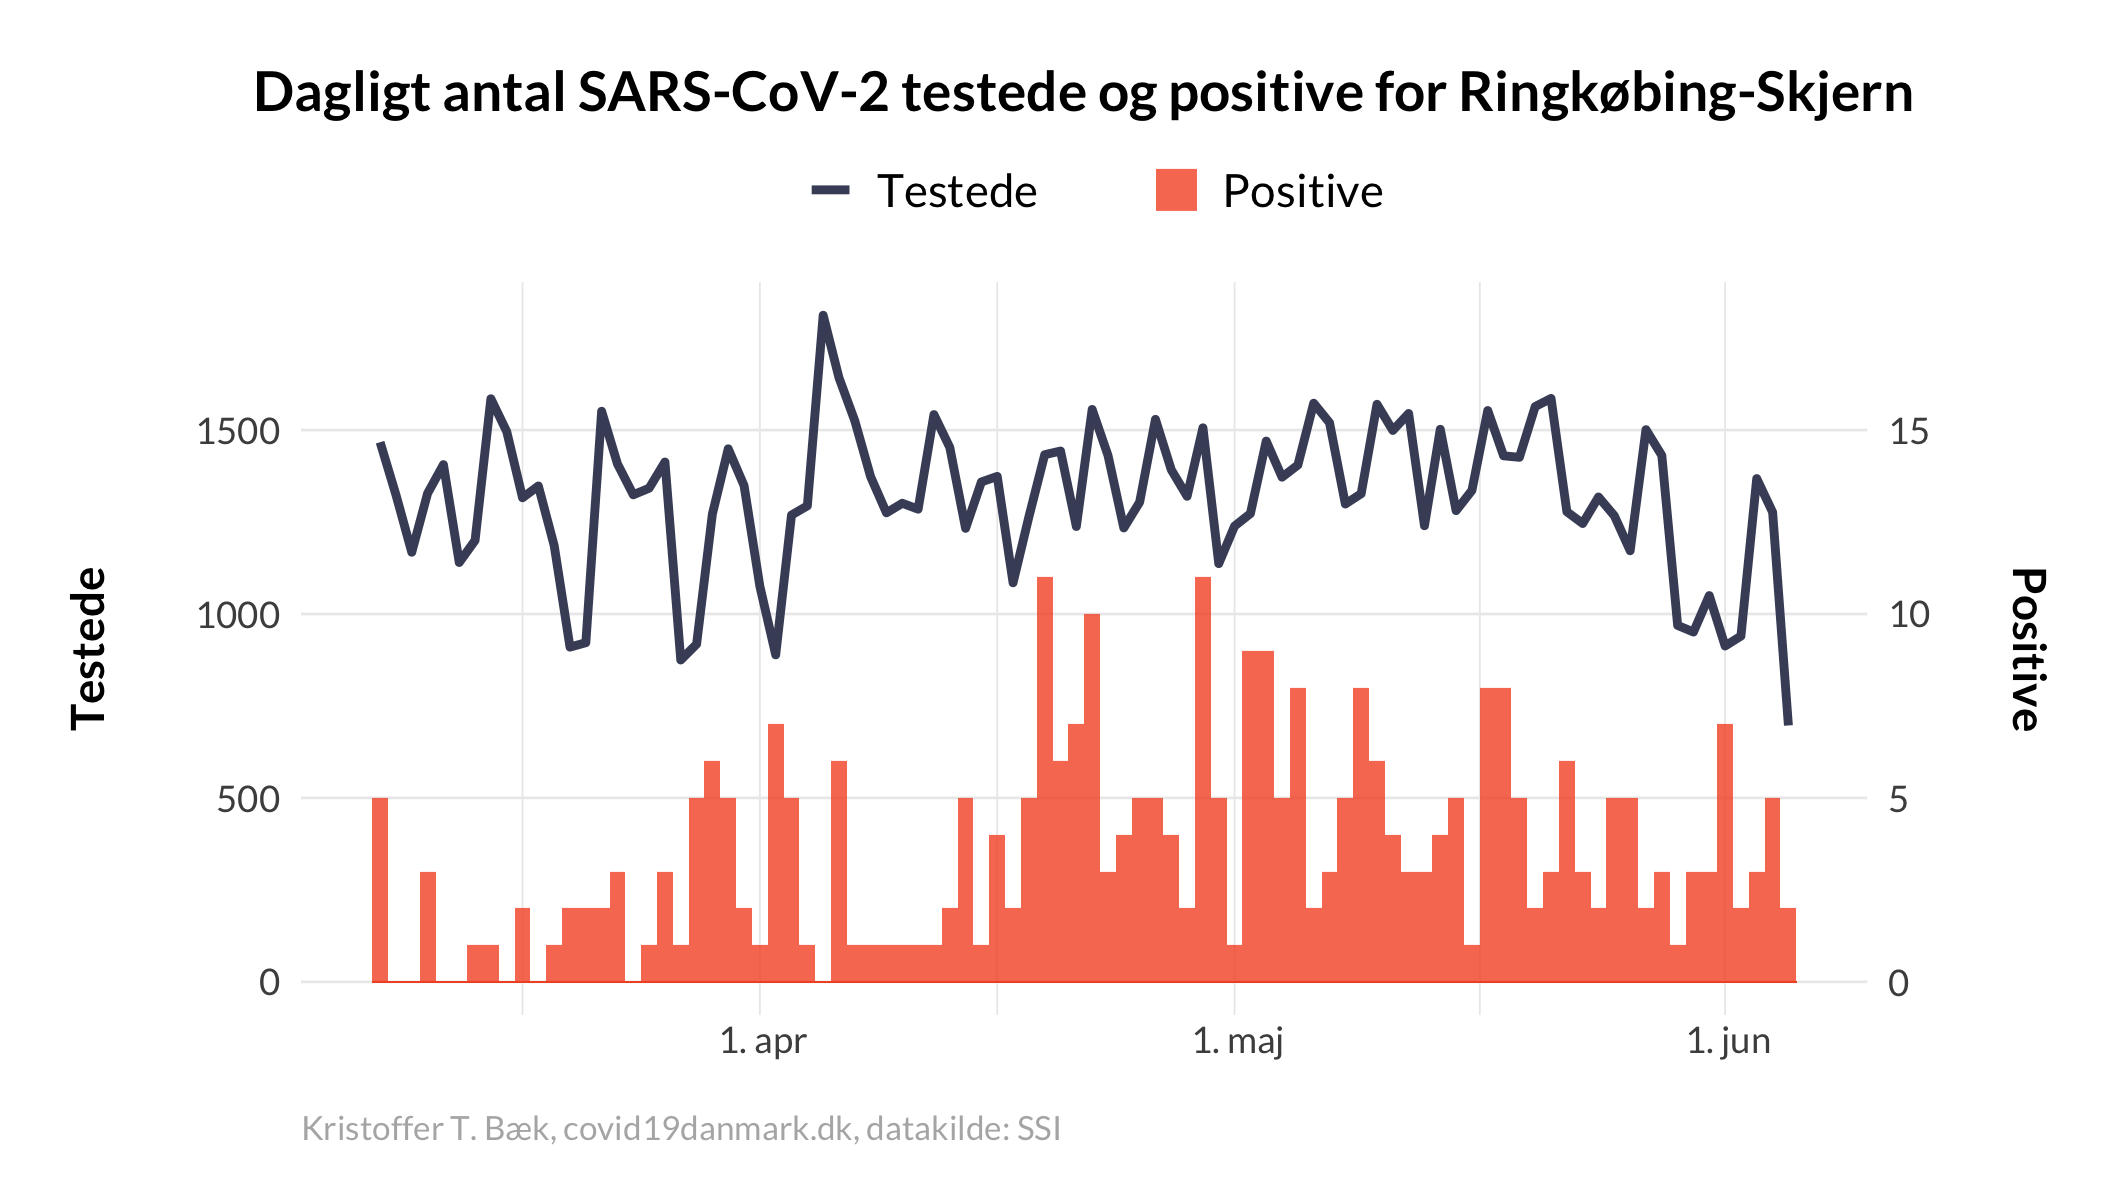 Dagligt antal SARS-CoV-2 testede og positive for Ringkøbing-Skjern
Testede
Positive
1500
1000
500
0
Testede
15
10
5
0
Positive
1. apr
1. maj
1. jun
Kristoffer T. Bæk, covid19danmark.dk, datakilde: SSI